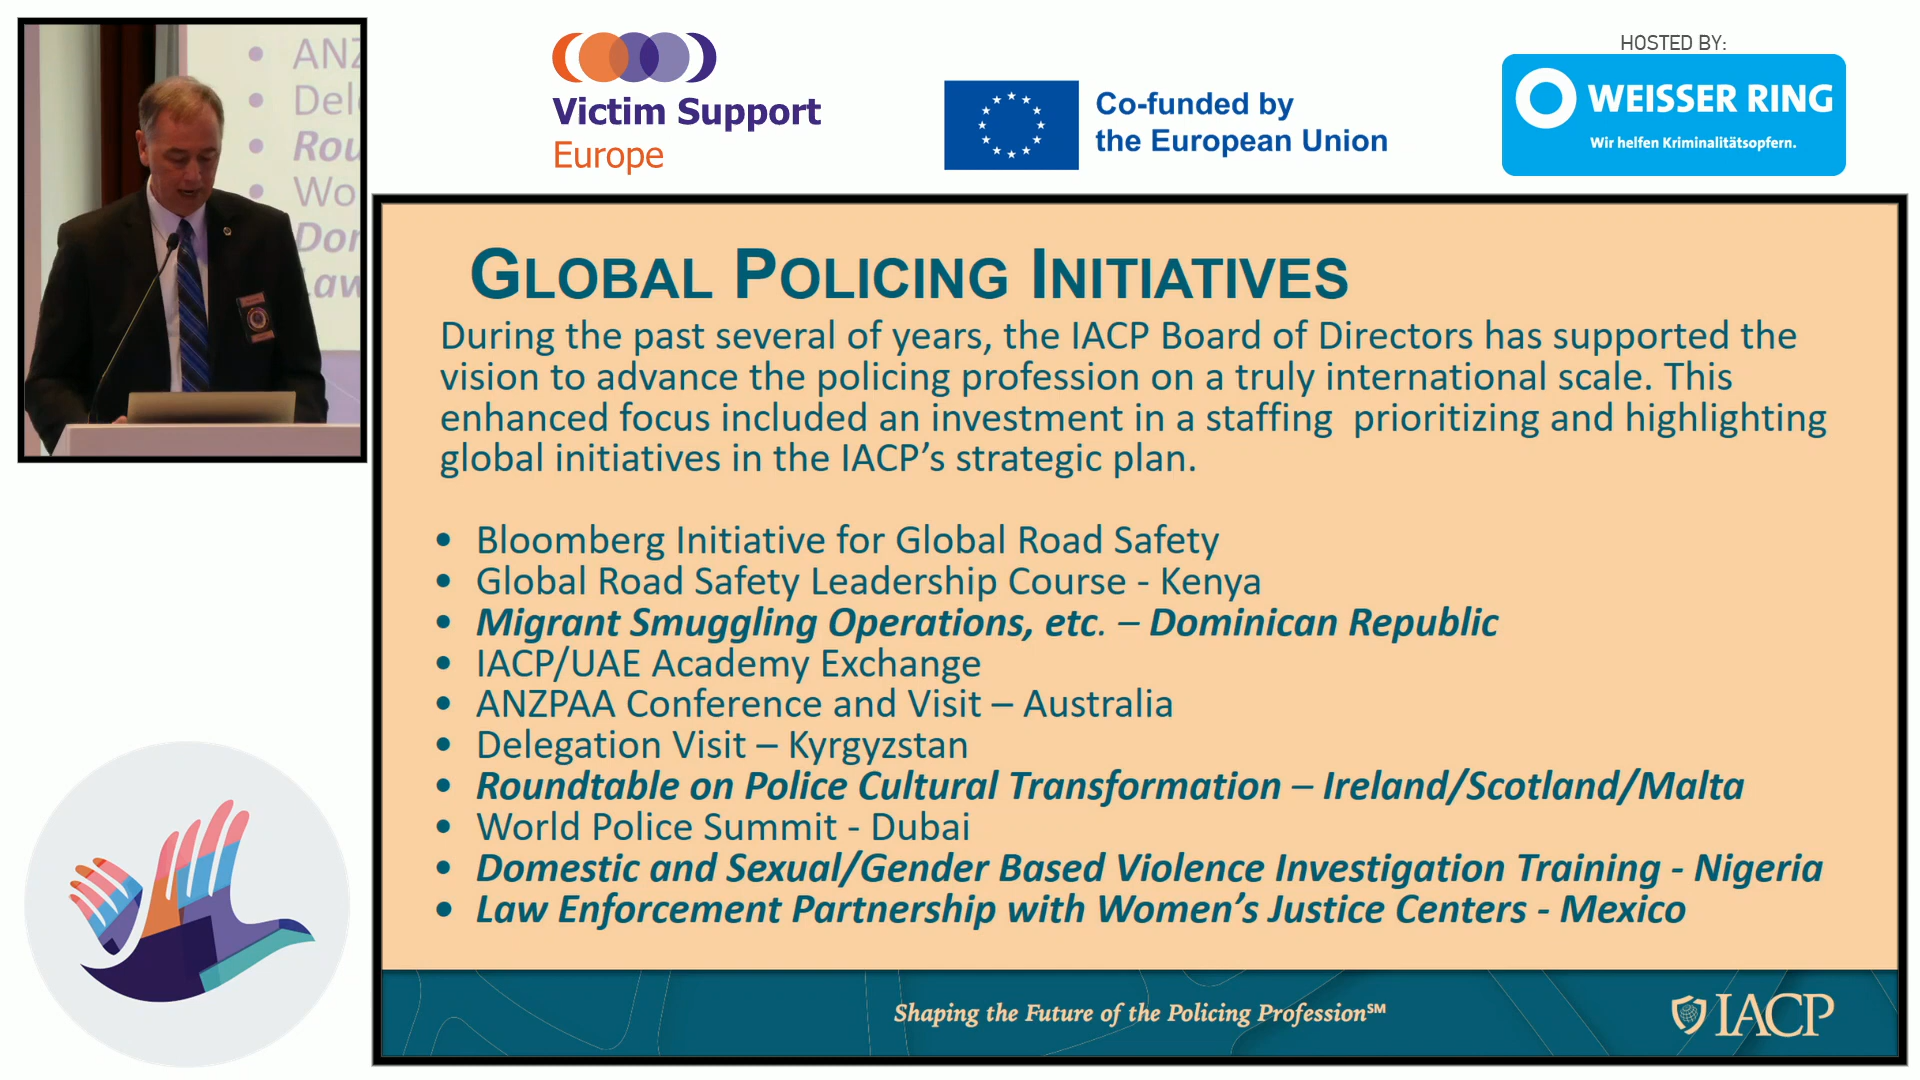 ANZ
Del
Rou
Wo
Dor
Law
Victim Support
Europe
Co-funded by
the European Union
HOSTED BY:
WEISSER RING
Wir helfen Kriminalitätsopfern.
GLOBAL POLICING INITIATIVES
During the past several of years, the IACP Board of Directors has supported the
vision to advance the policing profession on a truly international scale. This
enhanced focus included an investment in a staffing  prioritizing and highlighting
global initiatives in the IACP’s strategic plan.
• Bloomberg Initiative for Global Road Safety
• Global Road Safety Leadership Course - Kenya
• Migrant Smuggling Operations, etc. – Dominican Republic
• IACP/UAE Academy Exchange
• ANZPAA Conference and Visit – Australia
• Delegation Visit – Kyrgyzstan
• Roundtable on Police Cultural Transformation – Ireland/Scotland/Malta
• World Police Summit - Dubai
• Domestic and Sexual/Gender Based Violence Investigation Training - Nigeria
• Law Enforcement Partnership with Women’s Justice Centers - Mexico
Shaping the Future of the Policing Profession℠
IACP